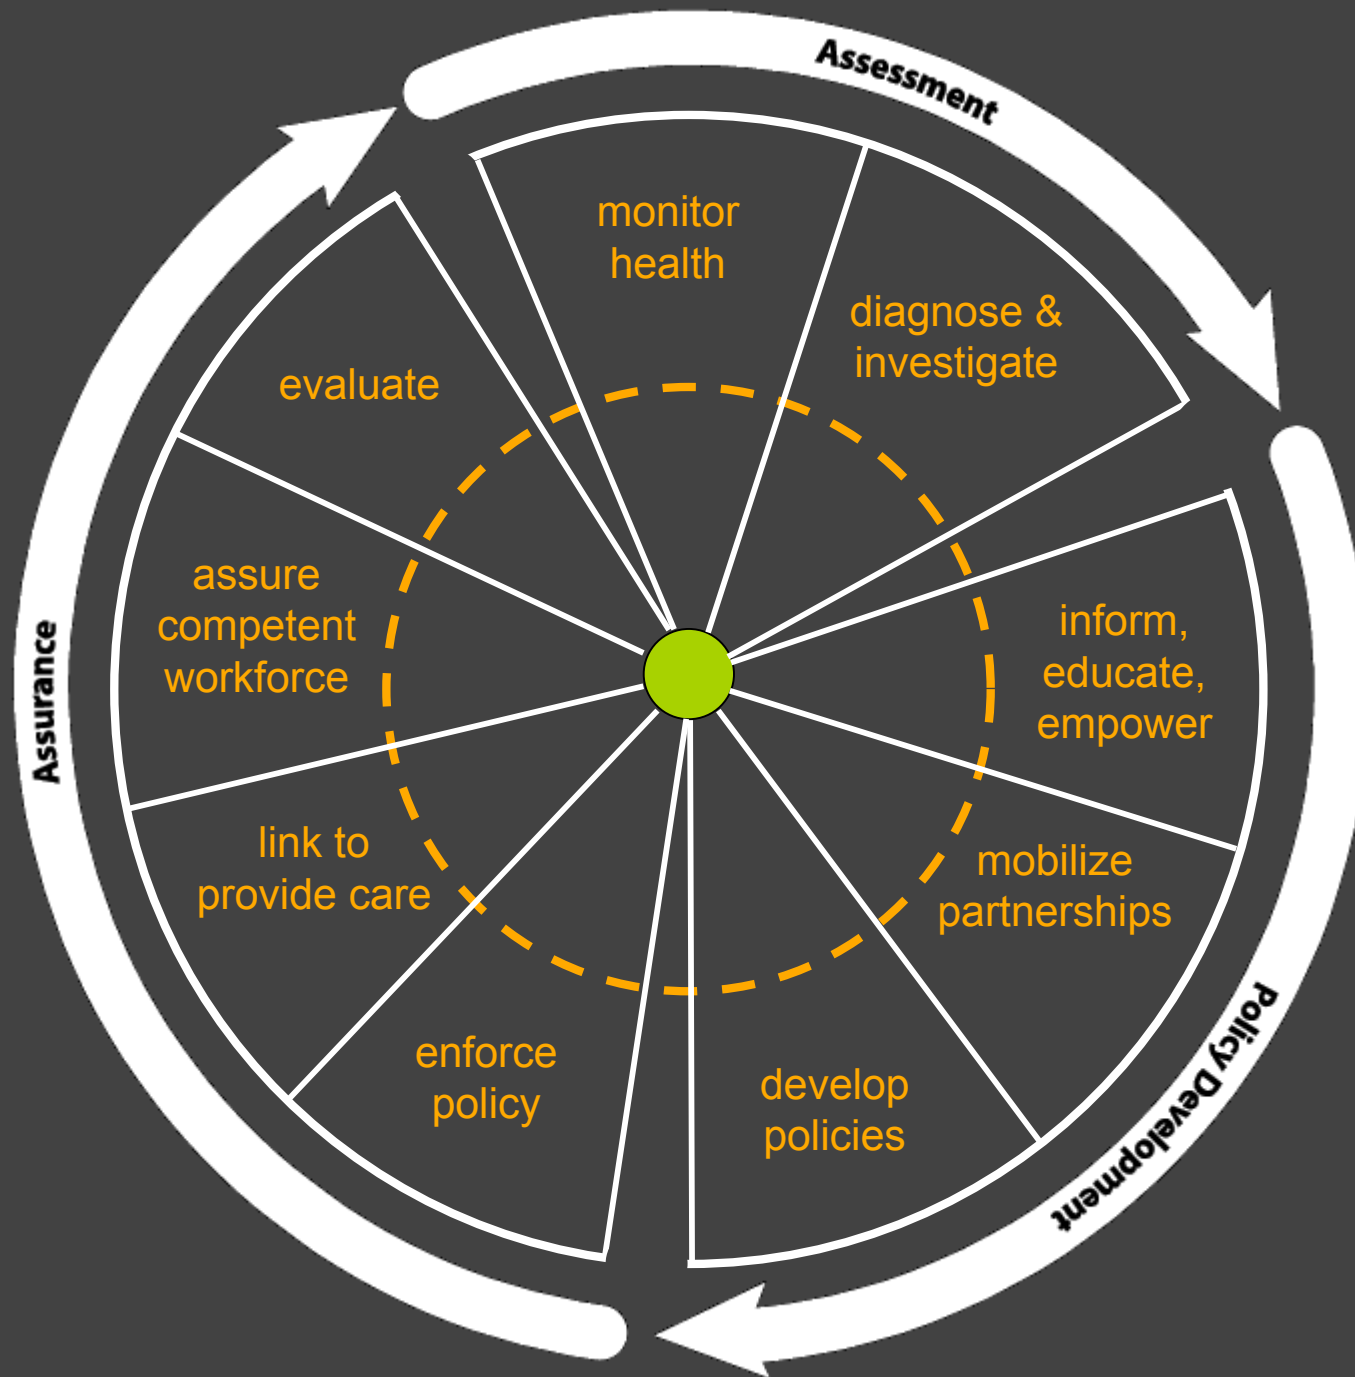 Assessment
monitor
health
diagnose &
investigate
Policy Development
inform,
educate,
empower
mobilize
partnerships
develop
policies
Assurance
enforce
policy
link to
provide care
assure
competent
workforce
evaluate